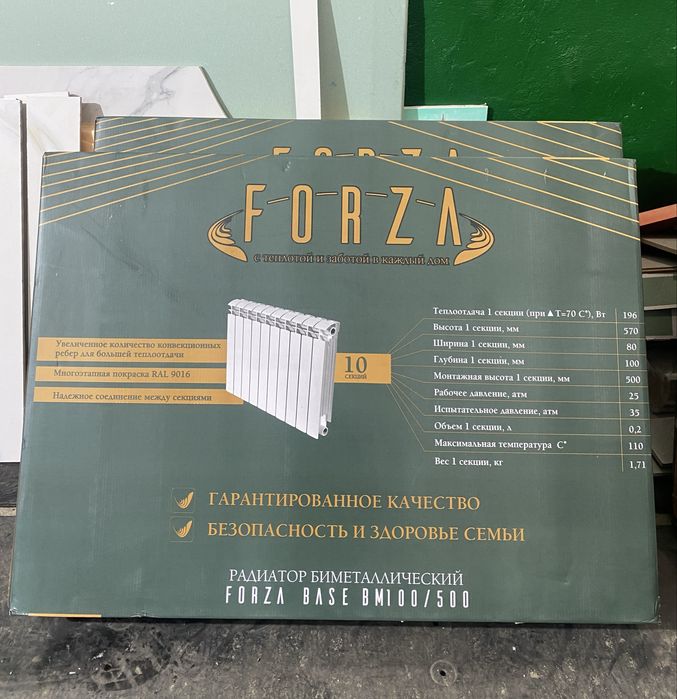 FORZA
FORZA
С теплотой и заботой в каждый дом
Увеличенное количество конвекционных
ребер для большей теплоотдачи
Многоэтапная покраска RAL 9016
Надежное соединение между секциями
10
СЕКЦИЙ
Теплоотдача 1 секции (при ▲T=70 C°), Вт 196
Высота 1 секции, мм 570
Ширина 1 секции, мм 80
Глубина 1 секции, мм 100
Монтажная высота 1 секции, мм 500
Рабочее давление, атм 25
Испытательное давление, атм 35
Объем 1 секции, л 0,2
Максимальная температура C° 110
Вес 1 секции, кг 1,71
ГАРАНТИРОВАННОЕ КАЧЕСТВО
БЕЗОПАСНОСТЬ И ЗДОРОВЬЕ СЕМЬИ
РАДИАТОР БИМЕТАЛЛИЧЕСКИЙ
FORZA BASE BM100/500